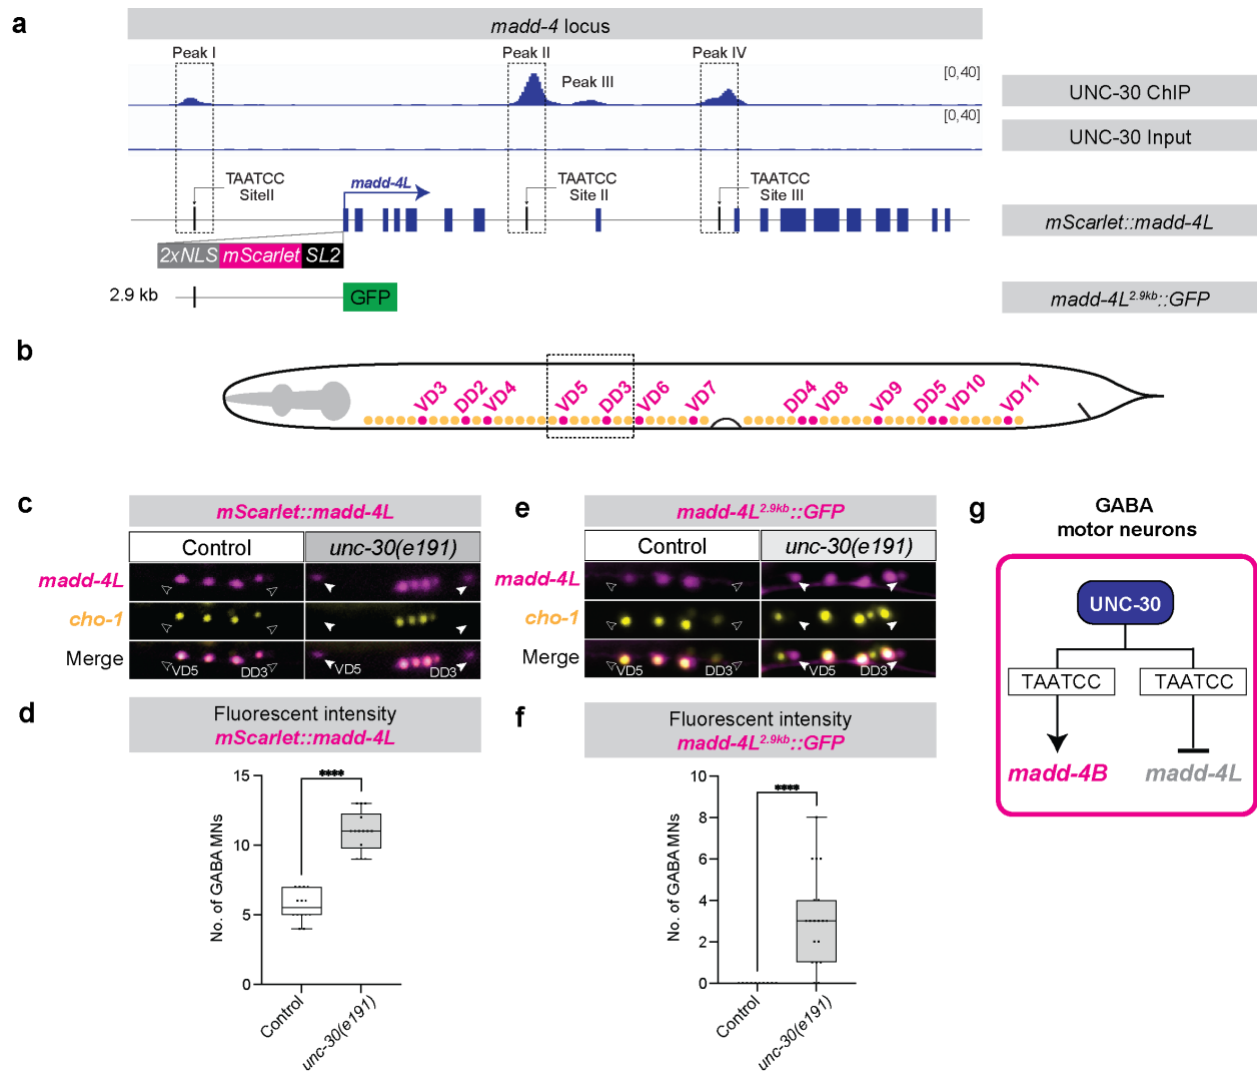 a
madd-4 locus
Peak I
Peak II
Peak III
Peak IV
[0,40]
UNC-30 ChIP
[0,40]
UNC-30 Input
TAATCC
SiteII
madd-4L
TAATCC
Site II
TAATCC
Site III
mScarlet::madd-4L
2xNLS mScarlet SL2
2.9 kb
GFP
madd-4L2.9kb::GFP
b
VD3 DD2 VD4 VD5 DD3 VD6 VD7 DD4 VD8 VD9 DD5 VD10 VD11
c
mScarlet::madd-4L
Control
unc-30(e191)
madd-4L
cho-1
Merge
VD5
DD3
VD5
DD3
d
Fluorescent intensity
mScarlet::madd-4L
****
15
10
5
0
No. of GABA MNs
Control
unc-30(e191)
e
madd-4L2.9kb::GFP
Control
unc-30(e191)
madd-4L
cho-1
Merge
VD5
DD3
VD5
DD3
f
Fluorescent intensity
madd-4L2.9kb::GFP
****
10
8
6
4
2
0
No. of GABA MNs
Control
unc-30(e191)
g
GABA
motor neurons
UNC-30
TAATCC
TAATCC
madd-4B
madd-4L